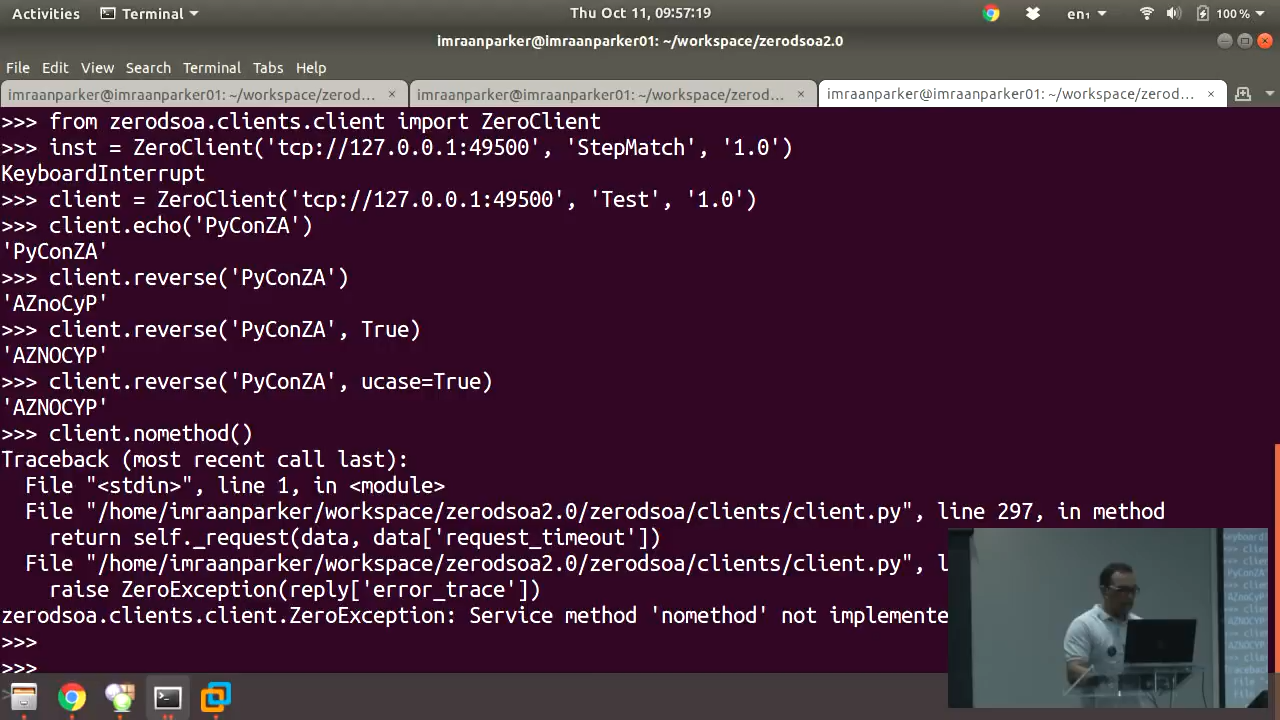 Activities Terminal Thu Oct 11, 09:57:19 en₁ 100%
imraanparker@imraanparker01: ~/workspace/zerodsoa2.0
File Edit View Search Terminal Tabs Help
imraanparker@imraanparker01: ~/workspace/zerod... × imraanparker@imraanparker01: ~/workspace/zerod... × imraanparker@imraanparker01: ~/workspace/zerod... ×
>>> from zerodsoa.clients.client import ZeroClient
>>> inst = ZeroClient('tcp://127.0.0.1:49500', 'StepMatch', '1.0')
KeyboardInterrupt
>>> client = ZeroClient('tcp://127.0.0.1:49500', 'Test', '1.0')
>>> client.echo('PyConZA')
'PyConZA'
>>> client.reverse('PyConZA')
'AZnoCyP'
>>> client.reverse('PyConZA', True)
'AZNOCYP'
>>> client.reverse('PyConZA', ucase=True)
'AZNOCYP'
>>> client.nomethod()
Traceback (most recent call last):
  File "<stdin>", line 1, in <module>
  File "/home/imraanparker/workspace/zerodsoa2.0/zerodsoa/clients/client.py", line 297, in method
    return self._request(data, data['request_timeout'])
  File "/home/imraanparker/workspace/zerodsoa2.0/zerodsoa/clients/client.py", l
    raise ZeroException(reply['error_trace'])
zerodsoa.clients.client.ZeroException: Service method 'nomethod' not implemente
>>>
>>>